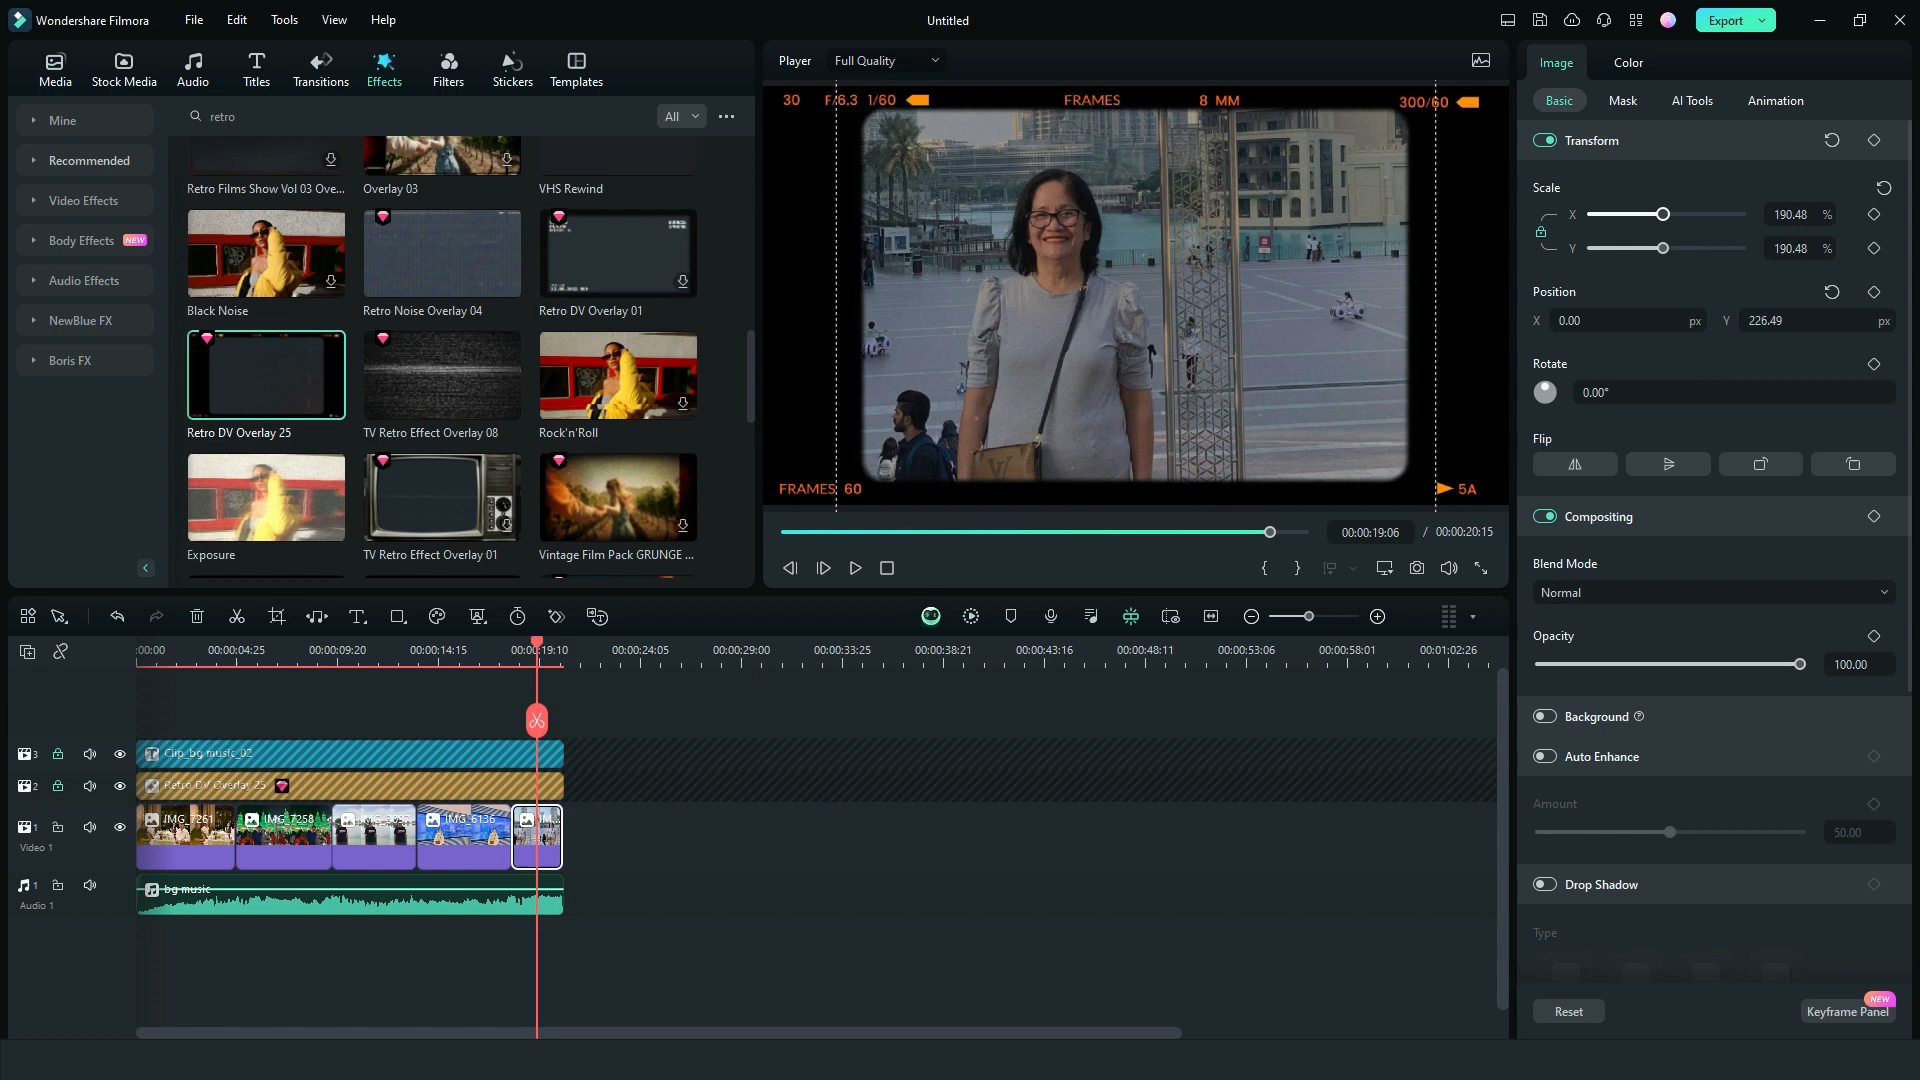 Wondershare Filmora
File
Edit
Tools
View
Help
Untitled
Export
Media
Stock Media
Audio
Titles
Transitions
Effects
Filters
Stickers
Templates
Mine
Recommended
Video Effects
Body Effects NEW
Audio Effects
NewBlue FX
Boris FX
retro
All
Retro Films Show Vol 03 Ove...
Overlay 03
VHS Rewind
Black Noise
Retro Noise Overlay 04
Retro DV Overlay 01
Retro DV Overlay 25
TV Retro Effect Overlay 08
Rock'n'Roll
Exposure
TV Retro Effect Overlay 01
Vintage Film Pack GRUNGE ...
Player
Full Quality
30 F/6.3 1/60
FRAMES
8 MM
300/60
FRAMES 60
5A
00:00:19:06 / 00:00:20:15
Image
Color
Basic
Mask
AI Tools
Animation
Transform
Scale
X 190.48 %
Y 190.48 %
Position
X 0.00 px Y 226.49 px
Rotate
0.00°
Flip
Compositing
Blend Mode
Normal
Opacity
100.00
Background
Auto Enhance
Amount
50.00
Drop Shadow
Type
Reset
NEW
Keyframe Panel
:00:00 00:00:04:25 00:00:09:20 00:00:14:15 00:00:19:10 00:00:24:05 00:00:29:00 00:00:33:25 00:00:38:21 00:00:43:16 00:00:48:11 00:00:53:06 00:00:58:01 00:01:02:26
3
Clip_bg music_02
2
Retro DV Overlay 25
1
Video 1
IMG_7261
IMG_7258
IMG_6136
IM...
1
Audio 1
bg music